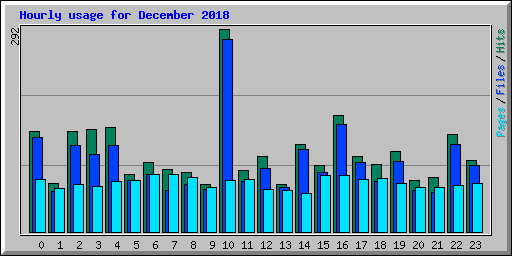 Hourly usage for December 2018
292
Pages/Files/Hits
0 1 2 3 4 5 6 7 8 9 10 11 12 13 14 15 16 17 18 19 20 21 22 23